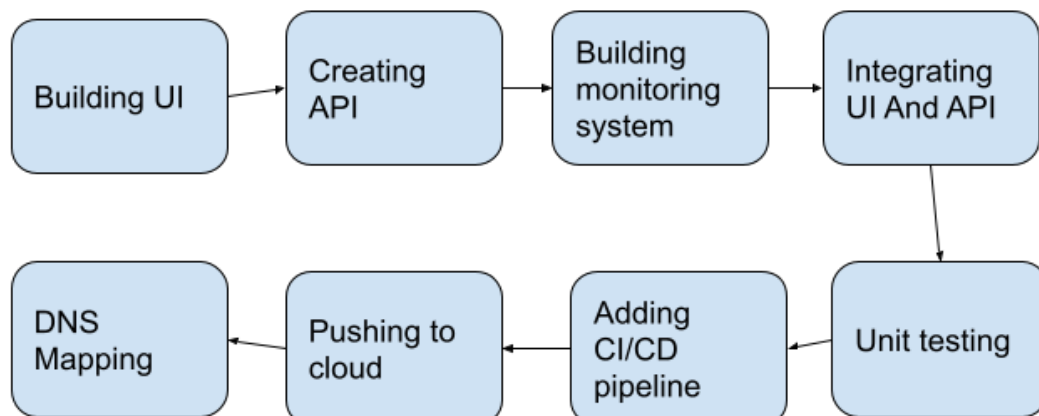 Building UI
Creating
API
Building
monitoring
system
Integrating
UI And API
Unit testing
Adding
CI/CD
pipeline
Pushing to
cloud
DNS
Mapping